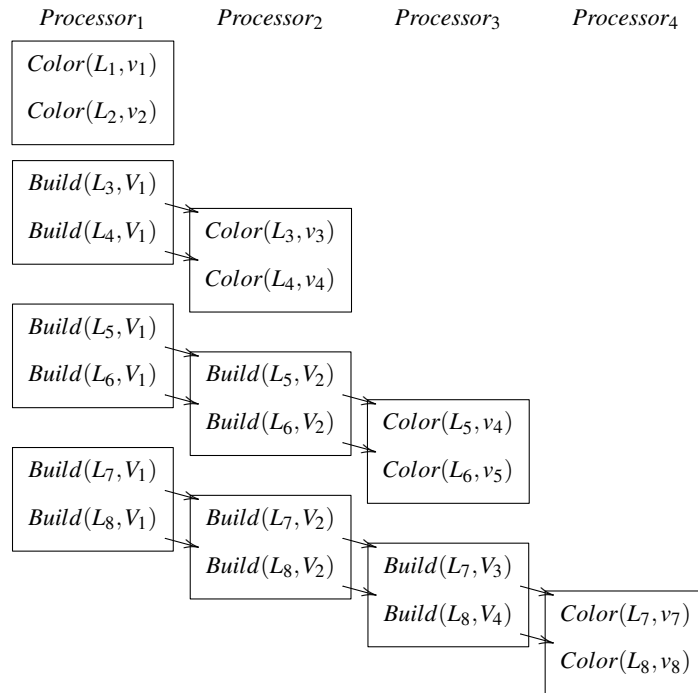 Processor₁ Processor₂ Processor₃ Processor₄
Color(L₁,v₁)
Color(L₂,v₂)
Build(L₃,V₁)
Build(L₄,V₁) Color(L₃,v₃)
Color(L₄,v₄)
Build(L₅,V₁)
Build(L₆,V₁) Build(L₅,V₂)
Build(L₆,V₂) Color(L₅,v₄)
Build(L₇,V₁) Color(L₆,v₅)
Build(L₈,V₁) Build(L₇,V₂)
Build(L₈,V₂) Build(L₇,V₃)
Build(L₈,V₄) Color(L₇,v₇)
Color(L₈,v₈)